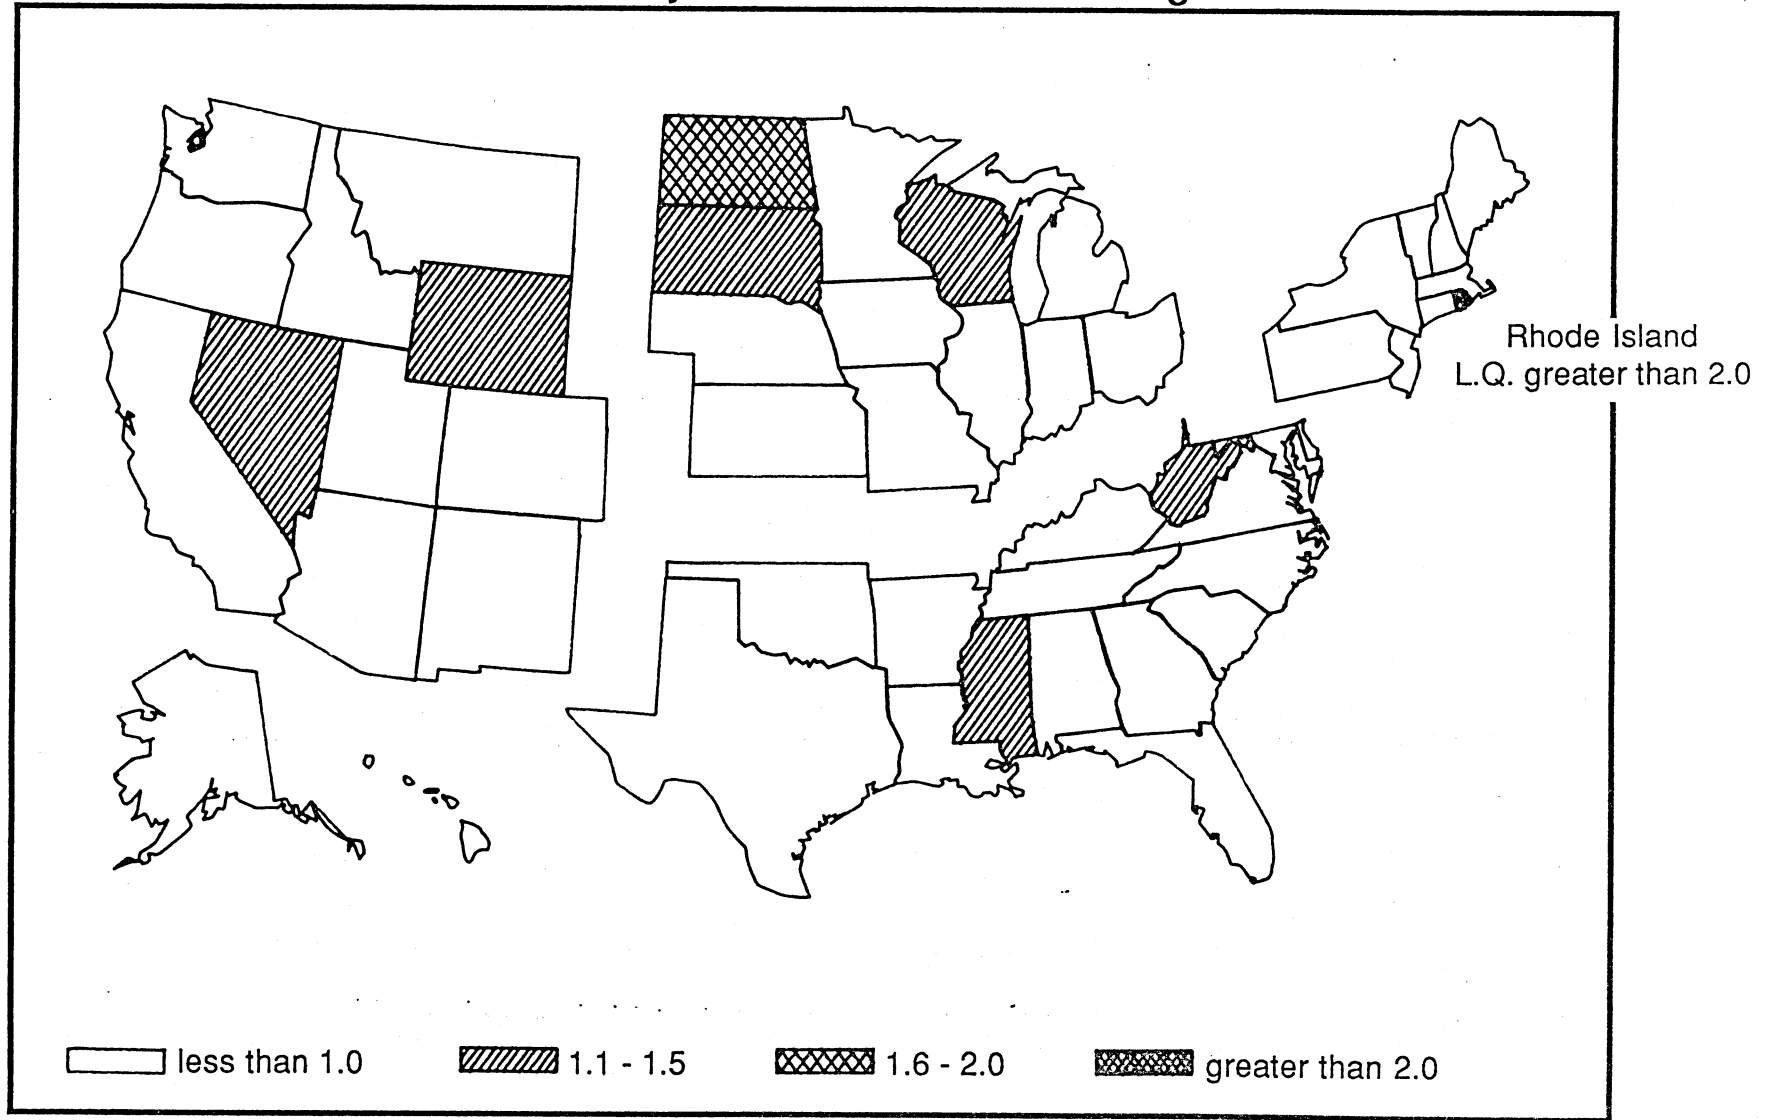 Rhode Island
L.Q. greater than 2.0
less than 1.0
1.1 - 1.5
1.6 - 2.0
greater than 2.0